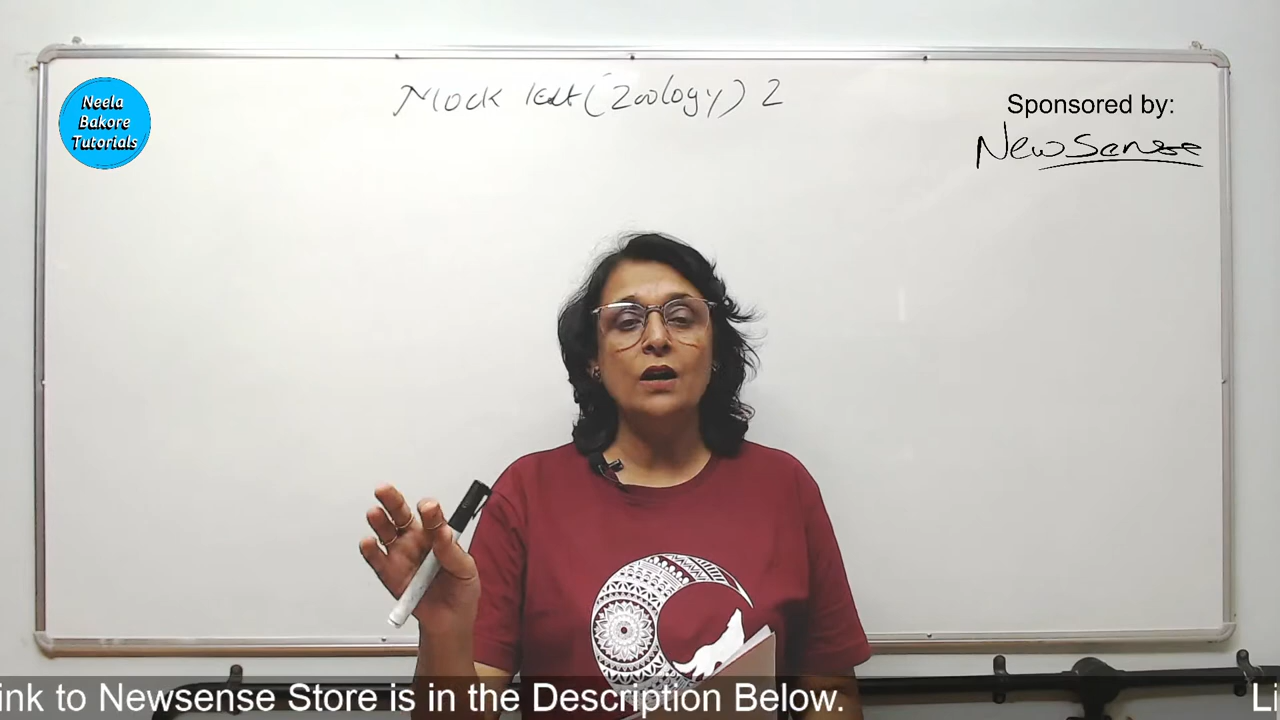 Neela
Bakore
Tutorials
Mock test (Zoology) 2
Sponsored by:
NewSense
ink to Newsense Store is in the Description Below.
Li